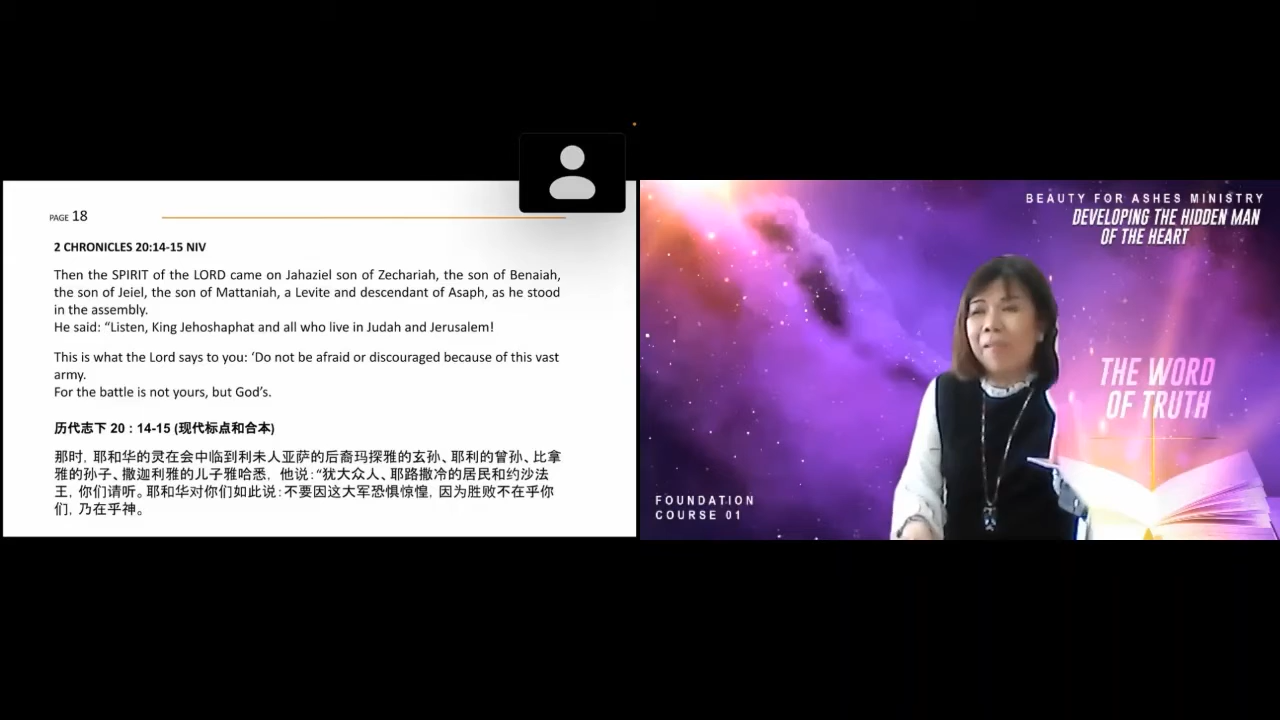 PAGE 18
2 CHRONICLES 20:14-15 NIV
Then the SPIRIT of the LORD came on Jahaziel son of Zechariah, the son of Benaiah,
the son of Jeiel, the son of Mattaniah, a Levite and descendant of Asaph, as he stood
in the assembly.
He said: “Listen, King Jehoshaphat and all who live in Judah and Jerusalem!
This is what the Lord says to you: ‘Do not be afraid or discouraged because of this vast
army.
For the battle is not yours, but God’s.
历代志下 20：14-15 (现代标点和合本)
那时，耶和华的灵在会中临到利未人亚萨的后裔玛探雅的玄孙、耶利的曾孙、比拿
雅的孙子、撒迦利雅的儿子雅哈悉，他说：“犹大众人、耶路撒冷的居民和约沙法
王，你们请听。耶和华对你们如此说：不要因这大军恐惧惊惶，因为胜败不在乎你
们，乃在乎神。
BEAUTY FOR ASHES MINISTRY
DEVELOPING THE HIDDEN MAN
OF THE HEART
THE WORD
OF TRUTH
FOUNDATION
COURSE 01